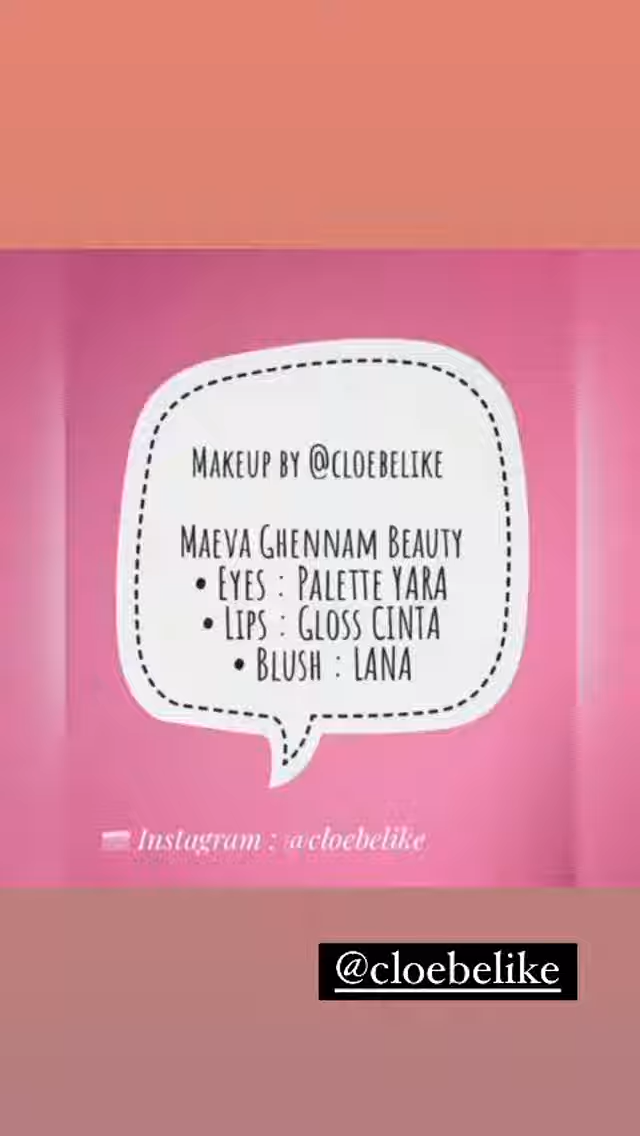 MAKEUP BY @CLOEBELIKE
MAEVA GHENNAM BEAUTY
• EYES : PALETTE YARA
• LIPS : GLOSS CINTA
• BLUSH : LANA
Instagram : @cloebelike
@cloebelike